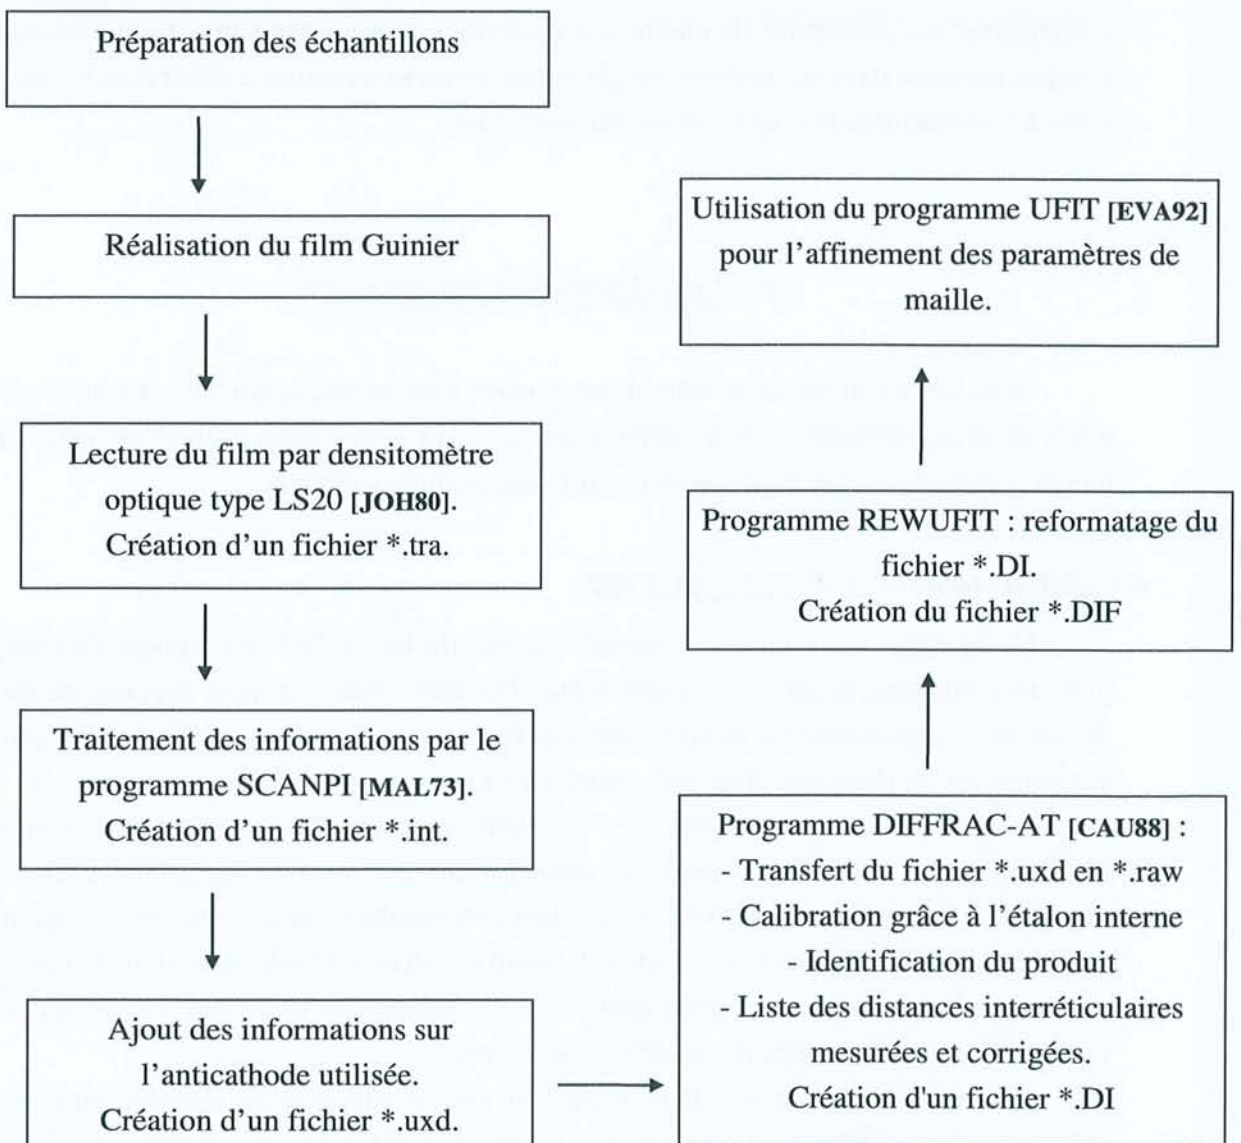 Préparation des échantillons
Réalisation du film Guinier
Lecture du film par densitomètre
optique type LS20 [JOH80].
Création d'un fichier *.tra.
Traitement des informations par le
programme SCANPI [MAL73].
Création d'un fichier *.int.
Ajout des informations sur
l'anticathode utilisée.
Création d'un fichier *.uxd.
Programme DIFFRAC-AT [CAU88] :
- Transfert du fichier *.uxd en *.raw
- Calibration grâce à l'étalon interne
- Identification du produit
- Liste des distances interréticulaires
mesurées et corrigées.
Création d'un fichier *.DI
Programme REWUFIT : reformatage du
fichier *.DI.
Création du fichier *.DIF
Utilisation du programme UFIT [EVA92]
pour l'affinement des paramètres de
maille.